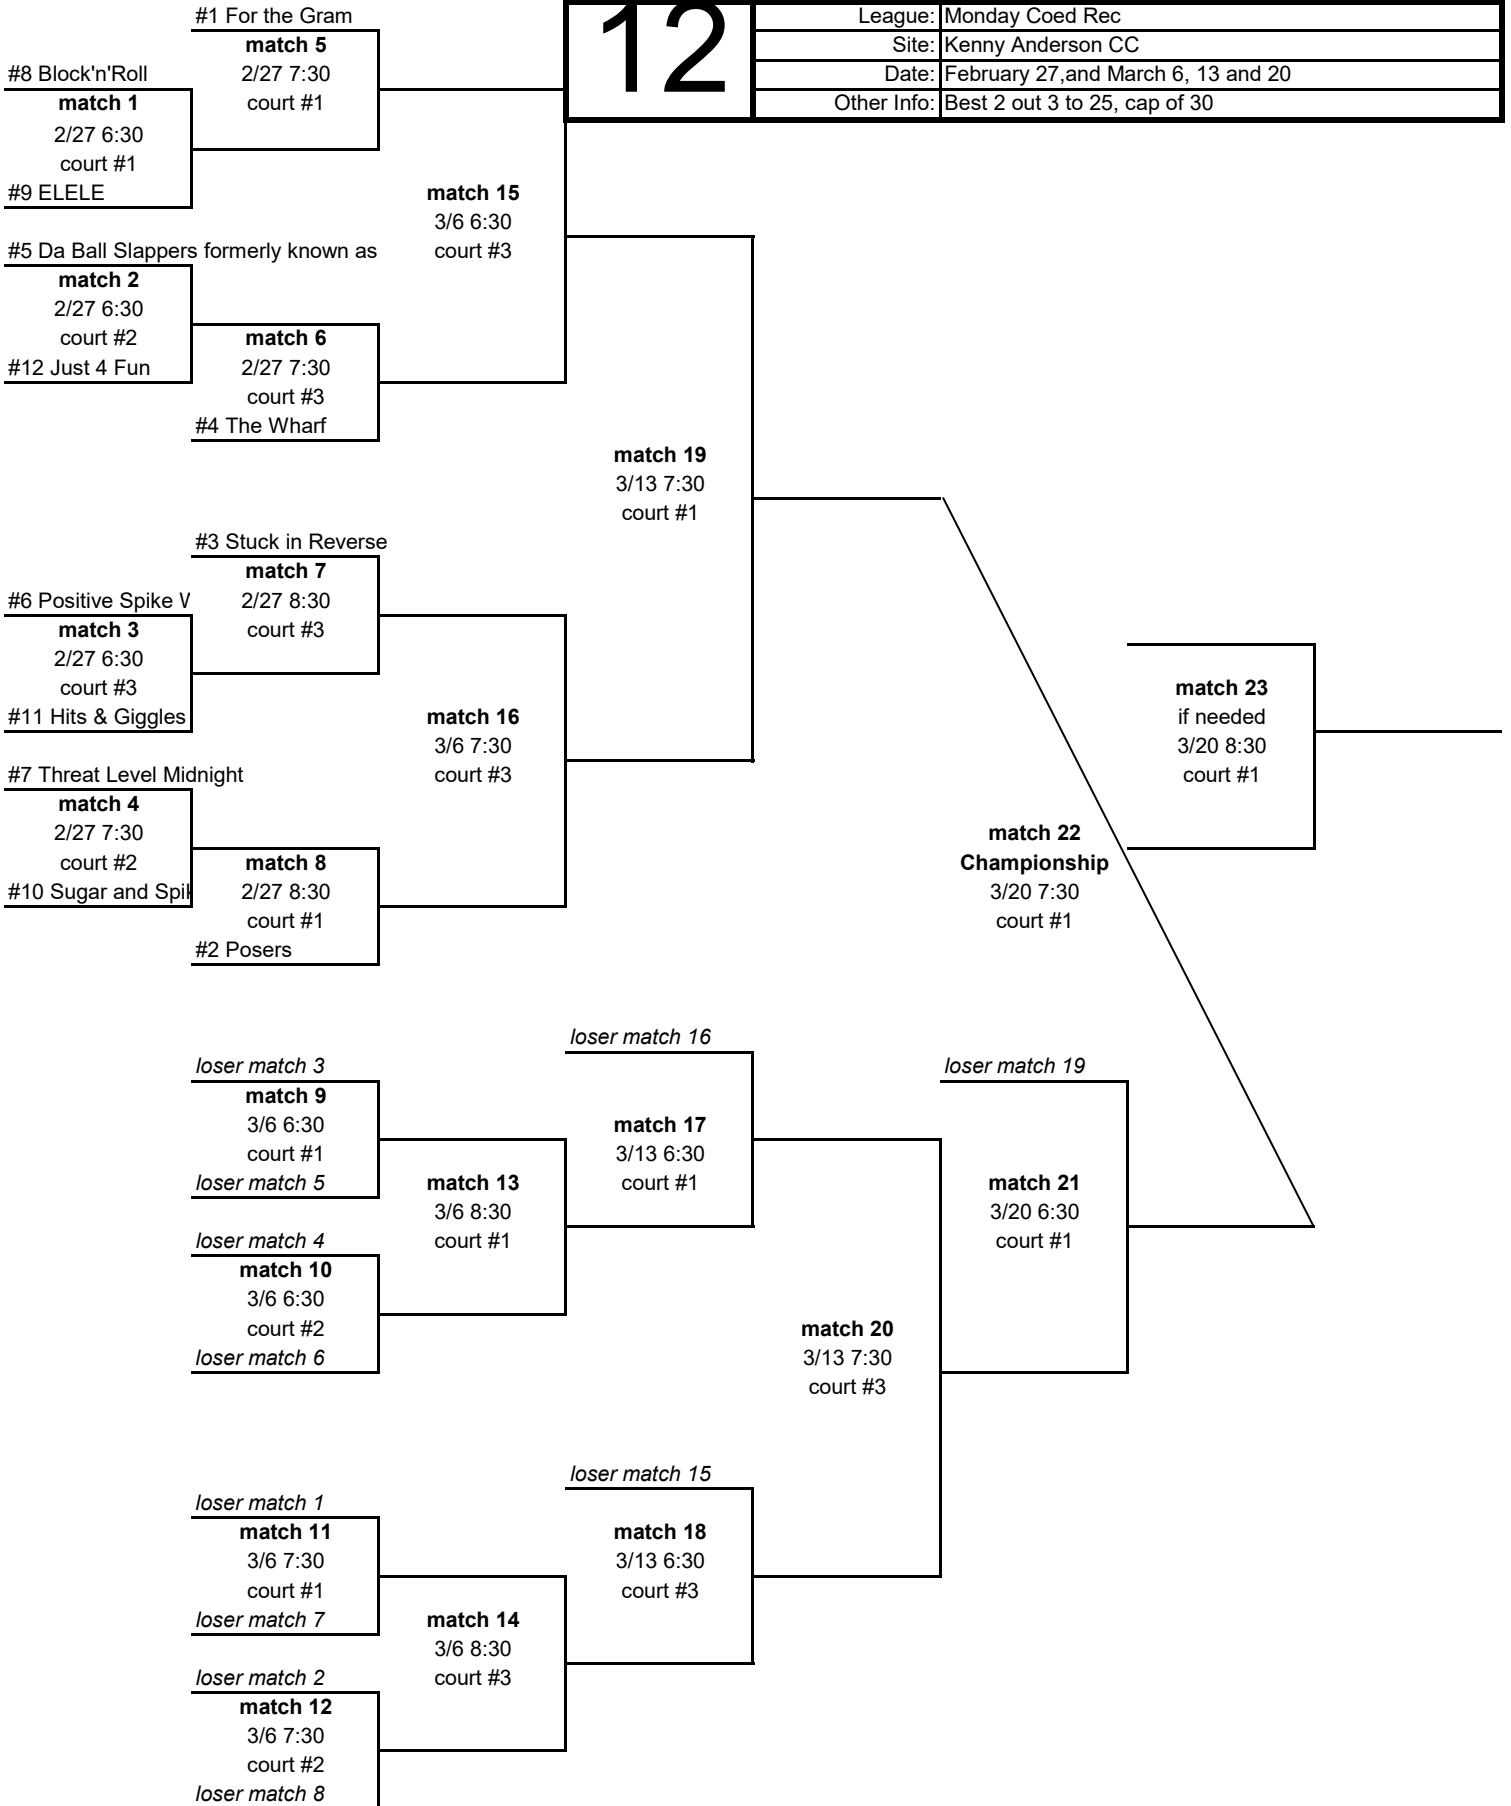 12
League: Monday Coed Rec
Site: Kenny Anderson CC
Date: February 27,and March 6, 13 and 20
Other Info: Best 2 out 3 to 25, cap of 30
#1 For the Gram
match 5
2/27 7:30
court #1
#8 Block'n'Roll
match 1
2/27 6:30
court #1
#9 ELELE
match 15
3/6 6:30
court #3
#5 Da Ball Slappers formerly known as
match 2
2/27 6:30
court #2
#12 Just 4 Fun
match 6
2/27 7:30
court #3
#4 The Wharf
match 19
3/13 7:30
court #1
#3 Stuck in Reverse
match 7
2/27 8:30
court #3
#6 Positive Spike
match 3
2/27 6:30
court #3
#11 Hits & Giggles
match 16
3/6 7:30
court #3
#7 Threat Level Midnight
match 4
2/27 7:30
court #2
#10 Sugar and
match 8
2/27 8:30
court #1
#2 Posers
match 23
if needed
3/20 8:30
court #1
match 22
Championship
3/20 7:30
court #1
loser match 3
match 9
3/6 6:30
court #1
loser match 5
loser match 4
match 10
3/6 6:30
court #2
loser match 6
match 13
3/6 8:30
court #1
loser match 16
match 17
3/13 6:30
court #1
loser match 19
match 21
3/20 6:30
court #1
match 20
3/13 7:30
court #3
loser match 15
match 18
3/13 6:30
court #3
loser match 1
match 11
3/6 7:30
court #1
loser match 7
match 14
3/6 8:30
court #3
loser match 2
match 12
3/6 7:30
court #2
loser match 8